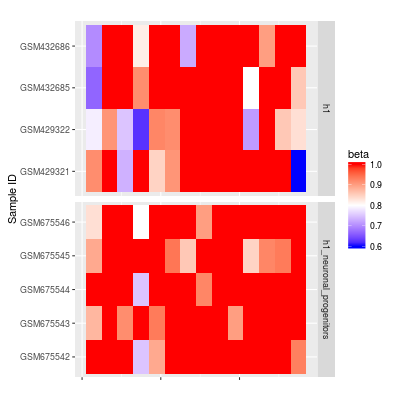 GSM432686
GSM432685
GSM429322
GSM429321
h1
GSM675546
GSM675545
GSM675544
GSM675543
GSM675542
h1_neuronal_progenitors
Sample ID
beta
1.0
0.9
0.8
0.7
0.6